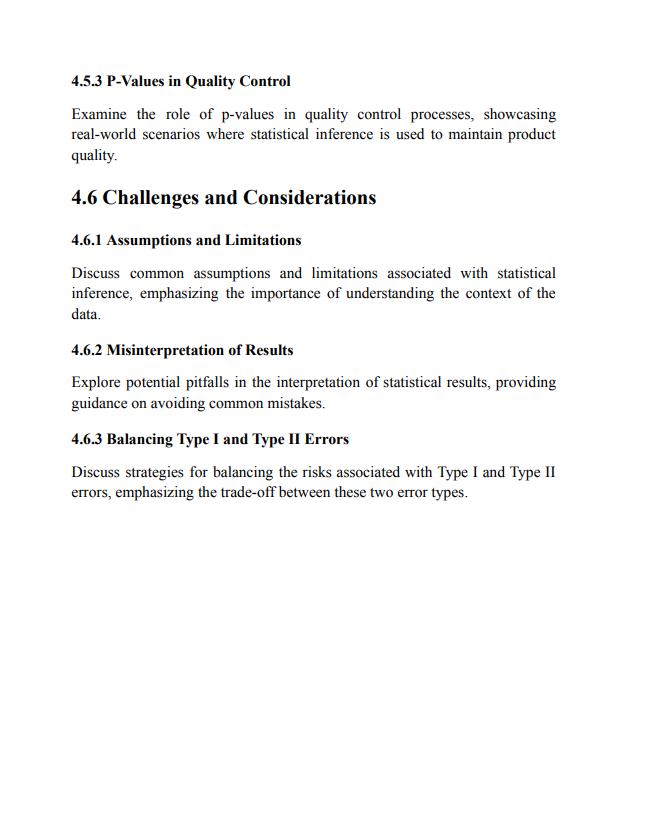 4.5.3 P-Values in Quality Control
Examine the role of p-values in quality control processes, showcasing
real-world scenarios where statistical inference is used to maintain product
quality.
4.6 Challenges and Considerations
4.6.1 Assumptions and Limitations
Discuss common assumptions and limitations associated with statistical
inference, emphasizing the importance of understanding the context of the
data.
4.6.2 Misinterpretation of Results
Explore potential pitfalls in the interpretation of statistical results, providing
guidance on avoiding common mistakes.
4.6.3 Balancing Type I and Type II Errors
Discuss strategies for balancing the risks associated with Type I and Type II
errors, emphasizing the trade-off between these two error types.